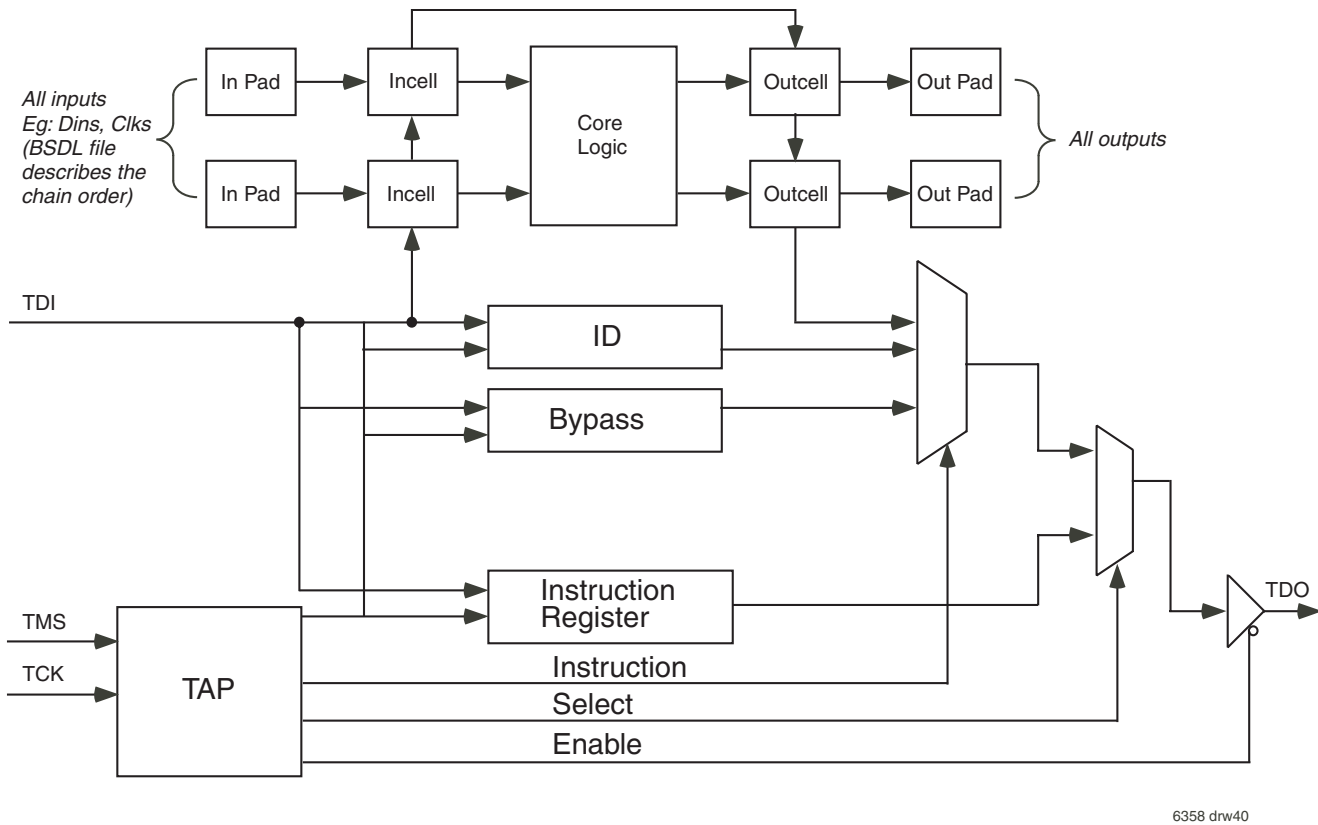 In Pad
Incell
Core
Logic
Outcell
Out Pad
All inputs
Eg: Dins, Clks
(BSDL file
describes the
chain order)
All outputs
In Pad
Incell
Outcell
Out Pad
TDI
ID
Bypass
Instruction
Register
TDO
TMS
TCK
TAP
Instruction
Select
Enable
6358 drw40